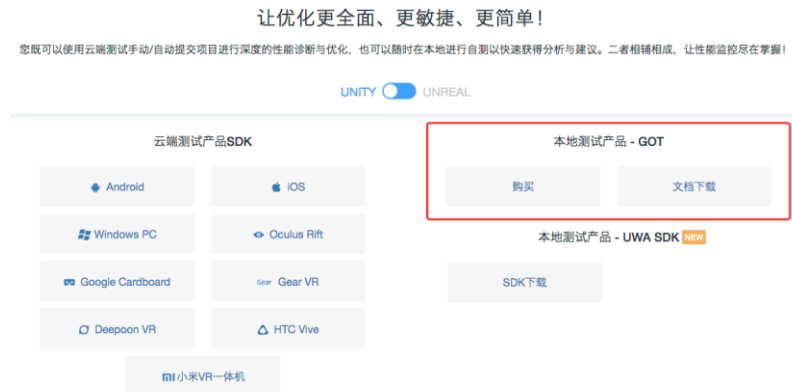 让优化更全面、更敏捷、更简单！
您既可以使用云端测试手动/自动提交项目进行深度的性能诊断与优化，也可以随时在本地进行自测以快速获得分析与建议。二者相辅相成，让性能监控尽在掌握！
UNITY UNREAL
云端测试产品SDK
Android iOS
Windows PC Oculus Rift
Google Cardboard Gear Gear VR
Deepoon VR HTC Vive
小米VR一体机
本地测试产品 - GOT
购买 文档下载
本地测试产品 - UWA SDK NEW
SDK下载